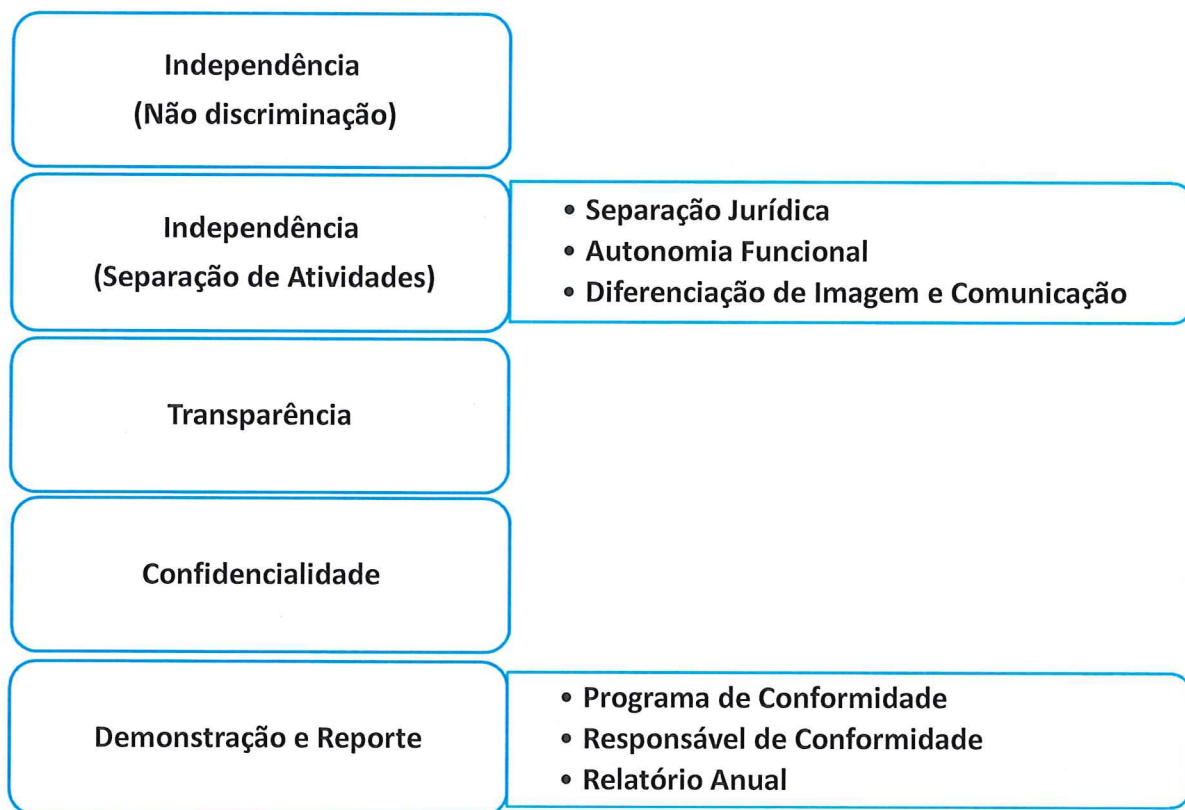 Independência
(Não discriminação)
Independência
(Separação de Atividades)
• Separação Jurídica
• Autonomia Funcional
• Diferenciação de Imagem e Comunicação
Transparência
Confidencialidade
Demonstração e Reporte
• Programa de Conformidade
• Responsável de Conformidade
• Relatório Anual